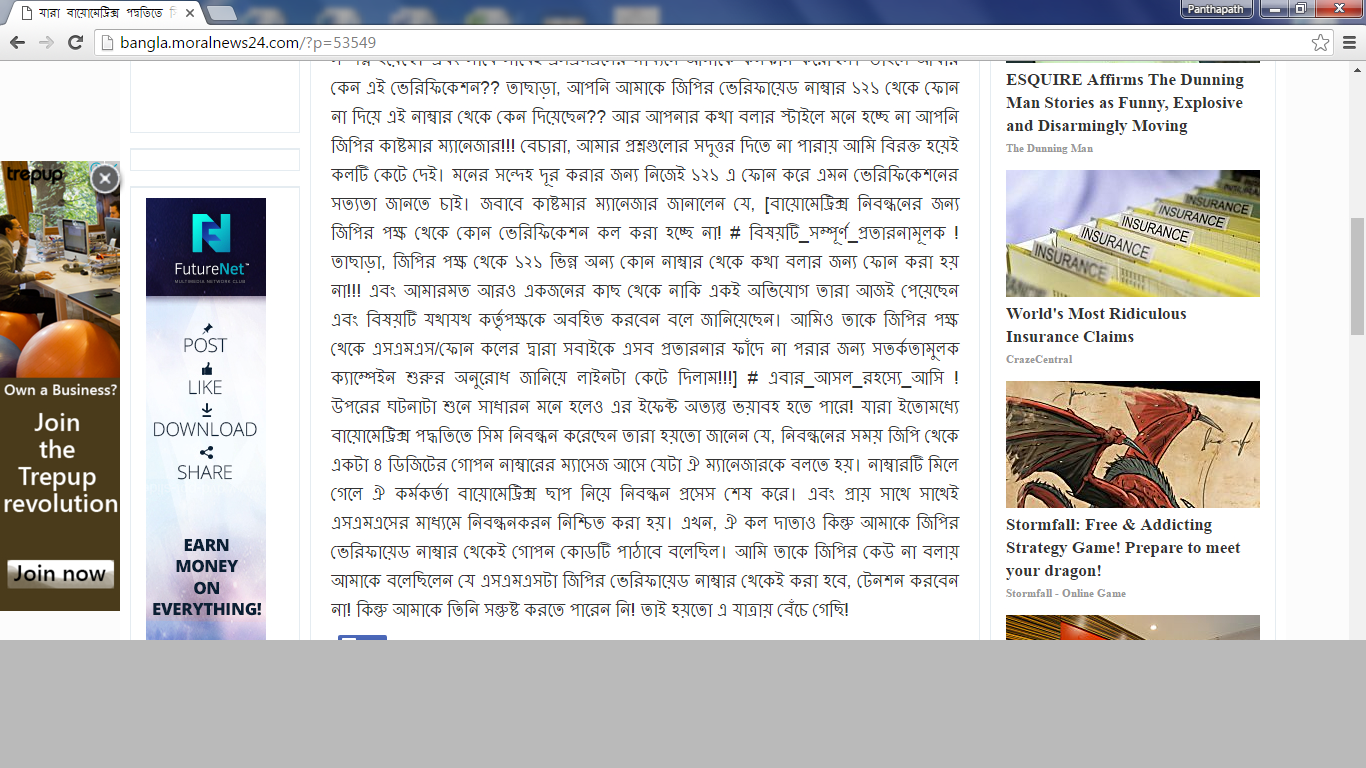 যারা বায়োমেট্রিক্স পদ্ধতিতে
Panthapath
bangla.moralnews24.com/?p=53549
কেন এই ভেরিফিকেশন?? তাছাড়া, আপনি আমাকে জিপির ভেরিফায়েড নাম্বার ১২১ থেকে ফোন
না দিয়ে এই নাম্বার থেকে কেন দিয়েছেন?? আর আপনার কথা বলার স্টাইলে মনে হচ্ছে না আপনি
জিপির কাষ্টমার ম্যানেজার!!! বেচারা, আমার প্রশ্নগুলোর সদুত্তর দিতে না পারায় আমি বিরক্ত হয়েই
কলটি কেটে দেই। মনের সন্দেহ দূর করার জন্য নিজেই ১২১ এ ফোন করে এমন ভেরিফিকেশনের
সত্যতা জানতে চাই। জবাবে কাষ্টমার ম্যানেজার জানালেন যে, [বায়োমেট্রিক্স নিবন্ধনের জন্য
জিপির পক্ষ থেকে কোন ভেরিফিকেশন কল করা হচ্ছে না! # বিষয়টি_সম্পূর্ণ_প্রতারনামূলক !
তাছাড়া, জিপির পক্ষ থেকে ১২১ ভিন্ন অন্য কোন নাম্বার থেকে কথা বলার জন্য ফোন করা হয়
না!!! এবং আমারমত আরও একজনের কাছ থেকে নাকি একই অভিযোগ তারা আজই পেয়েছেন
এবং বিষয়টি যথাযথ কর্তৃপক্ষকে অবহিত করবেন বলে জানিয়েছেন। আমিও তাকে জিপির পক্ষ
থেকে এসএমএস/ফোন কলের দ্বারা সবাইকে এসব প্রতারনার ফাঁদে না পরার জন্য সতর্কতামুলক
ক্যাম্পেইন শুরুর অনুরোধ জানিয়ে লাইনটা কেটে দিলাম!!!] # এবার_আসল_রহস্যে_আসি !
উপরের ঘটনাটা শুনে সাধারন মনে হলেও এর ইফেক্ট অত্যন্ত ভয়াবহ হতে পারে! যারা ইতোমধ্যে
বায়োমেট্রিক্স পদ্ধতিতে সিম নিবন্ধন করেছেন তারা হয়তো জানেন যে, নিবন্ধনের সময় জিপি থেকে
একটা ৪ ডিজিটের গোপন নাম্বারের ম্যাসেজ আসে যেটা ঐ ম্যানেজারকে বলতে হয়। নাম্বারটি মিলে
গেলে ঐ কর্মকর্তা বায়োমেট্রিক্স ছাপ নিয়ে নিবন্ধন প্রসেস শেষ করে। এবং প্রায় সাথে সাথেই
এসএমএসের মাধ্যমে নিবন্ধনকরন নিশ্চিত করা হয়। এখন, ঐ কল দাতাও কিন্তু আমাকে জিপির
ভেরিফায়েড নাম্বার থেকেই গোপন কোডটি পাঠাবে বলেছিল। আমি তাকে জিপির কেউ না বলায়
আমাকে বলেছিলেন যে এসএমএসটা জিপির ভেরিফায়েড নাম্বার থেকেই করা হবে, টেনশন করবেন
না! কিন্তু আমাকে তিনি সন্তুষ্ট করতে পারেন নি! তাই হয়তো এ যাত্রায় বেঁচে গেছি!
trepup
Own a Business?
Join
the
Trepup
revolution
Join now
FutureNet™
MULTIMEDIA NETWORK CLUB
POST
LIKE
DOWNLOAD
SHARE
EARN
MONEY
ON
EVERYTHING!
ESQUIRE Affirms The Dunning
Man Stories as Funny, Explosive
and Disarmingly Moving
The Dunning Man
INSURANCE
INSURANCE
INSURANCE
INSURANCE
World's Most Ridiculous
Insurance Claims
CrazeCentral
Stormfall: Free & Addicting
Strategy Game! Prepare to meet
your dragon!
Stormfall - Online Game